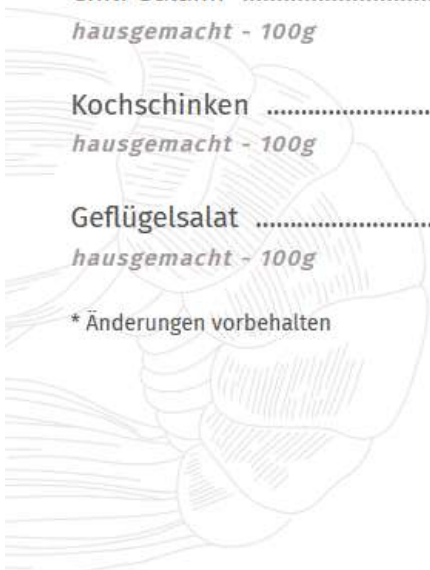 hausgemacht - 100g
Kochschinken ........................
hausgemacht - 100g
Geflügelsalat ..........................
hausgemacht - 100g
* Änderungen vorbehalten